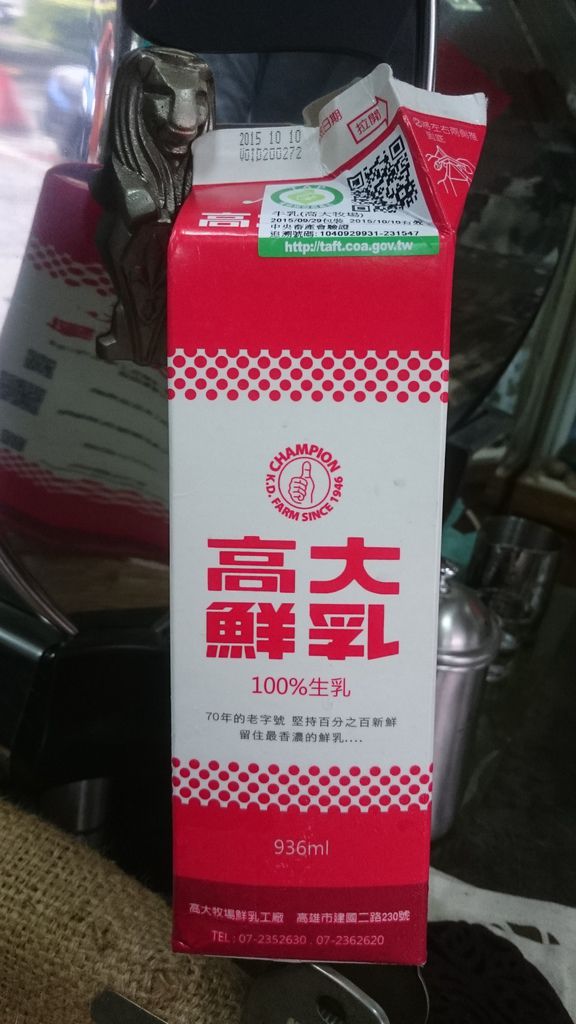 2015 10 10
VOID200272
日期
拉開
牛乳(高大牧場)
2015/09/29包裝 2015/10/10有效
中央畜產會驗證
追溯號碼: 1040929931-231547
http://taft.coa.gov.tw
CHAMPION
K.D. FARM SINCE 1946
高大
鮮乳
100%生乳
70年的老字號 堅持百分之百新鮮
留住最香濃的鮮乳....
936ml
高大牧場鮮乳工廠 高雄市建國二路230號
TEL : 07-2352630 . 07-2362620